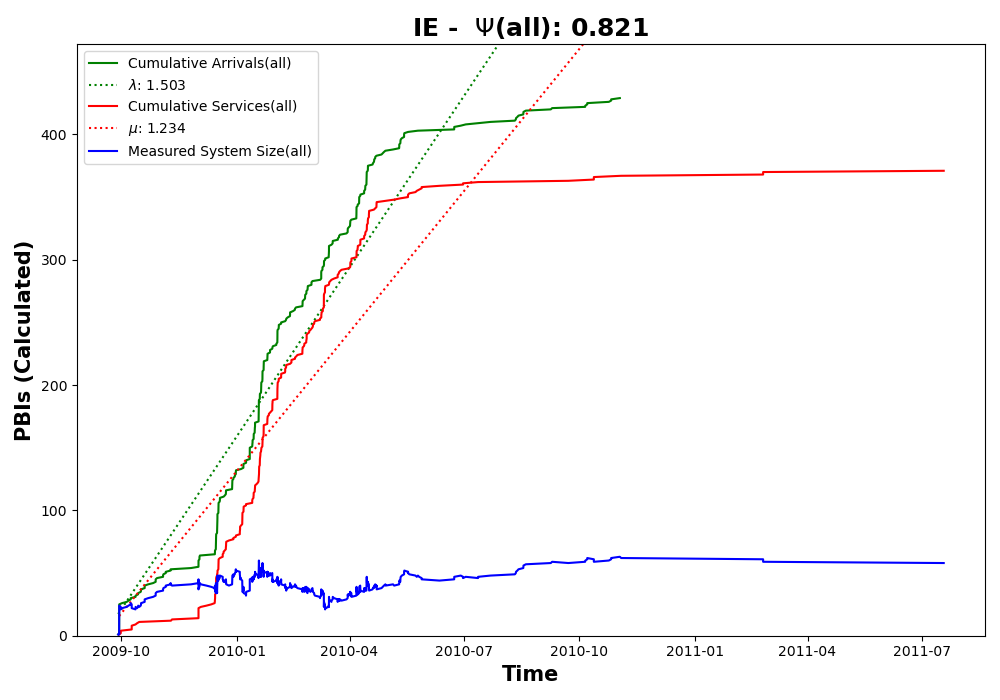 IE - Ψ(all): 0.821
Cumulative Arrivals(all)
λ: 1.503
Cumulative Services(all)
μ: 1.234
Measured System Size(all)
PBIs (Calculated)
400
300
200
100
0
2009-10 2010-01 2010-04 2010-07 2010-10 2011-01 2011-04 2011-07
Time